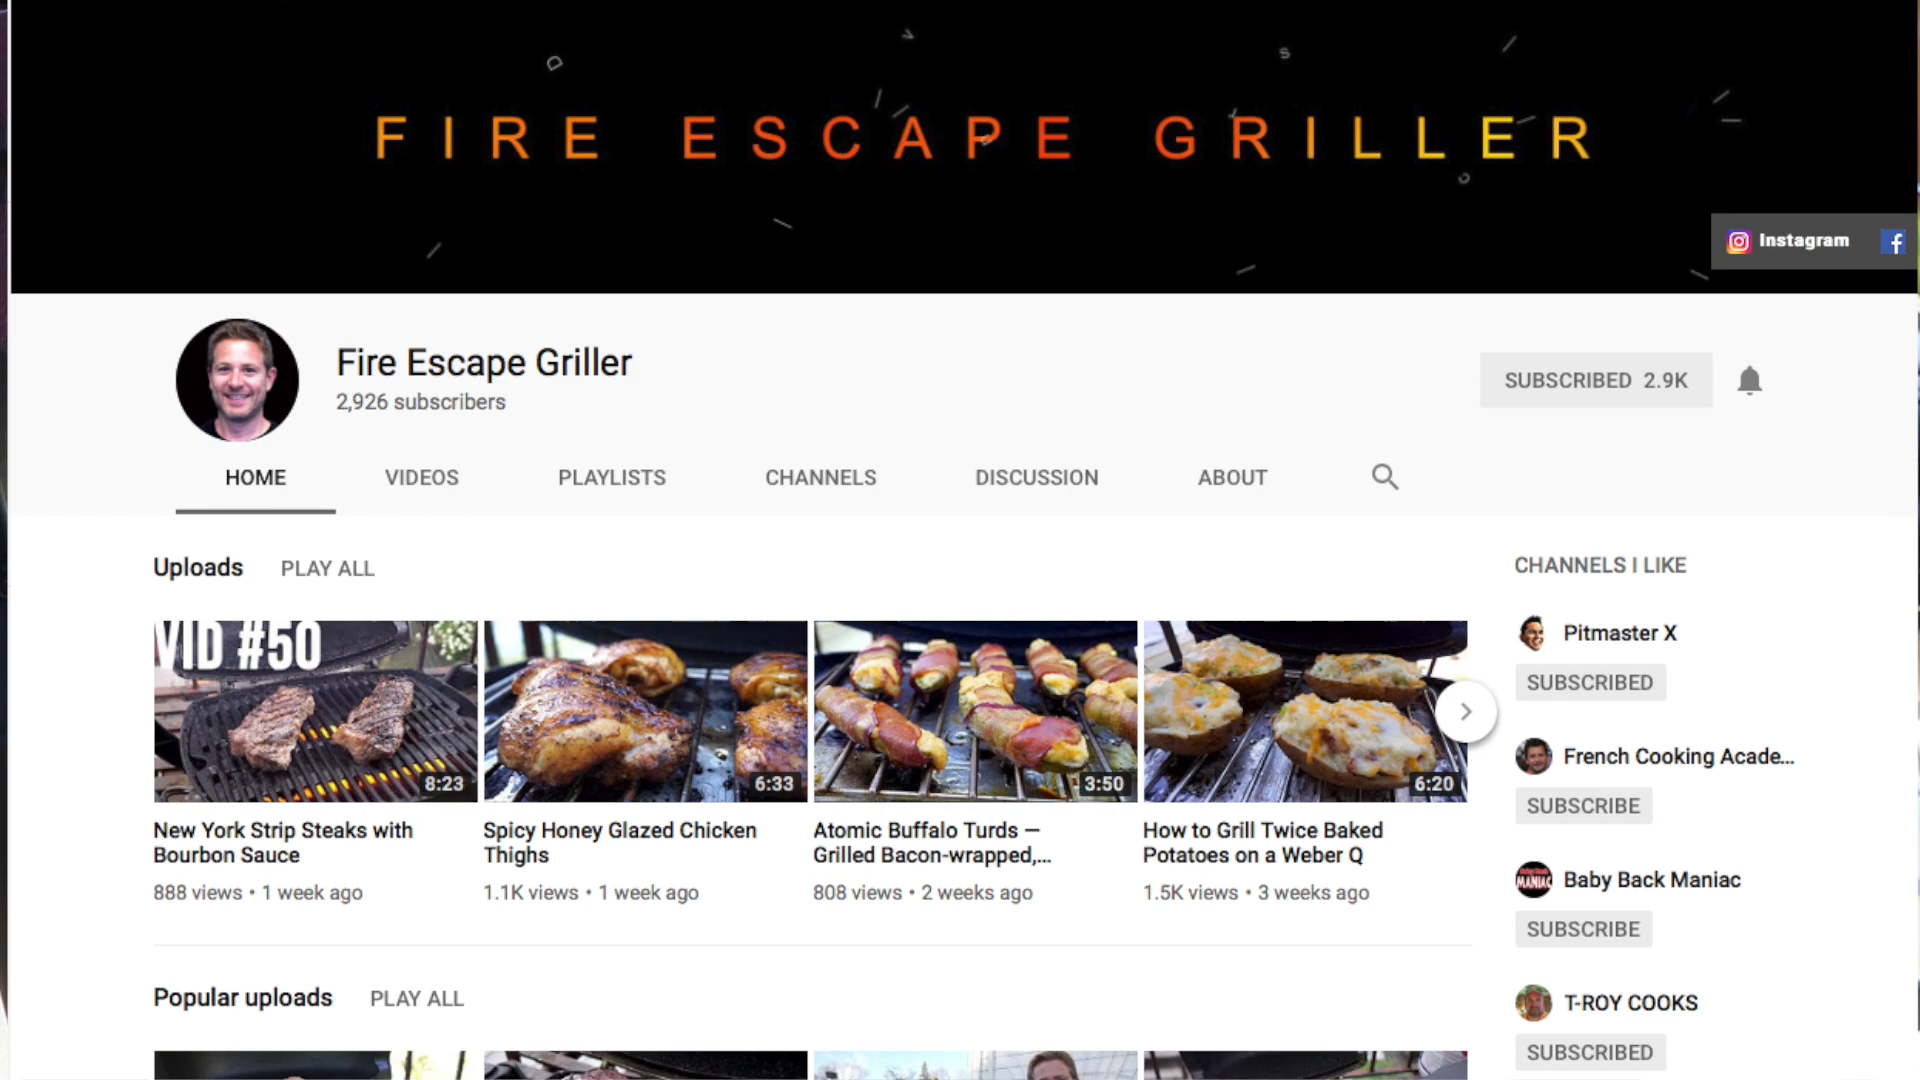 FIRE ESCAPE GRILLER
Instagram
Fire Escape Griller
2,926 subscribers
SUBSCRIBED 2.9K
HOME VIDEOS PLAYLISTS CHANNELS DISCUSSION ABOUT
Uploads PLAY ALL
VID #50
8:23
6:33
3:50
6:20
New York Strip Steaks with
Bourbon Sauce
888 views • 1 week ago
Spicy Honey Glazed Chicken
Thighs
1.1K views • 1 week ago
Atomic Buffalo Turds —
Grilled Bacon-wrapped,...
808 views • 2 weeks ago
How to Grill Twice Baked
Potatoes on a Weber Q
1.5K views • 3 weeks ago
Popular uploads PLAY ALL
CHANNELS I LIKE
Pitmaster X
SUBSCRIBED
French Cooking Acade...
SUBSCRIBE
MANIAC
Baby Back Maniac
SUBSCRIBE
T-ROY COOKS
SUBSCRIBED